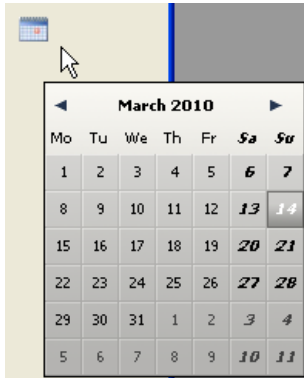 ◄ March 2010 ►
Mo Tu We Th Fr Sa Su
1 2 3 4 5 6 7
8 9 10 11 12 13 14
15 16 17 18 19 20 21
22 23 24 25 26 27 28
29 30 31 1 2 3 4
5 6 7 8 9 10 11